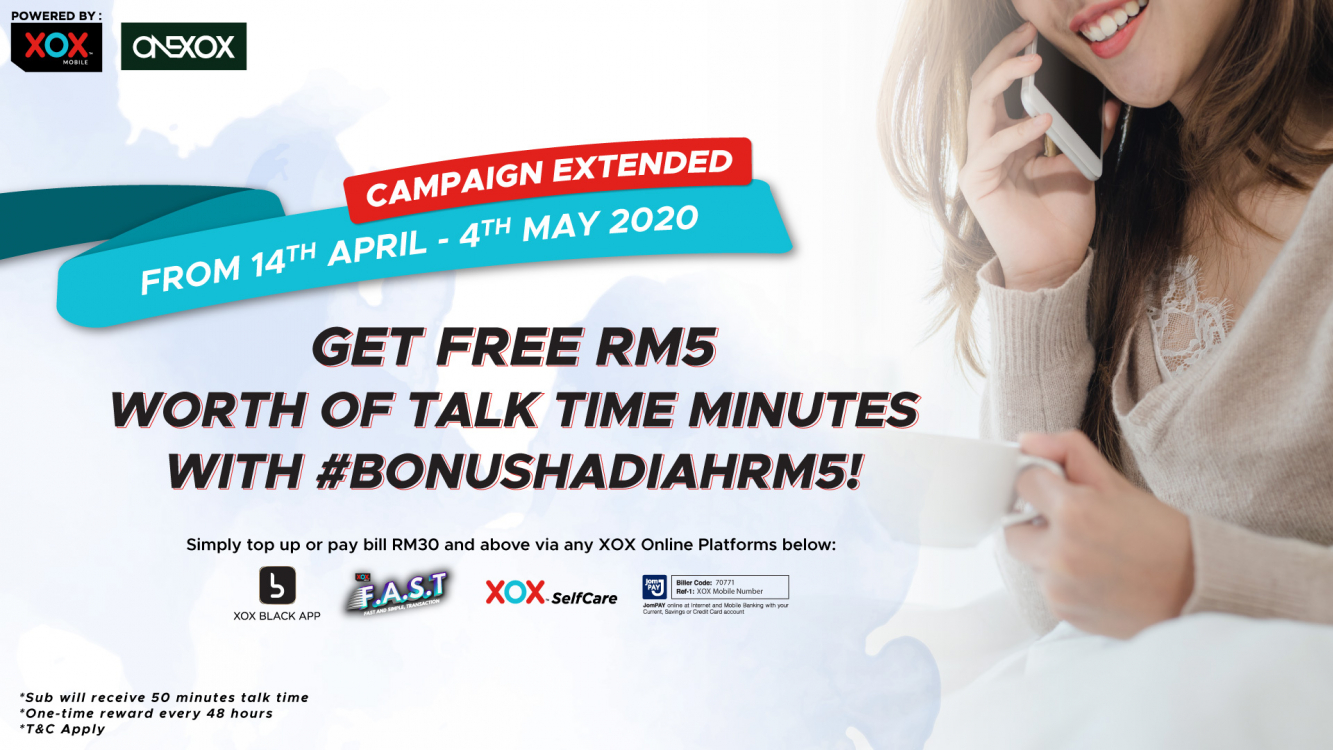 POWERED BY :
XOX
MOBILE
ONEXOX
CAMPAIGN EXTENDED
FROM 14TH APRIL - 4TH MAY 2020
GET FREE RM5
WORTH OF TALK TIME MINUTES
WITH #BONUSHADIAHRM5!
Simply top up or pay bill RM30 and above via any XOX Online Platforms below:
XOX BLACK APP
XOX
F.A.S.T
FAST AND SIMPLE TRANSACTION
XOX SelfCare
Jom
PAY
Biller Code: 70771
Ref-1: XOX Mobile Number
JomPAY online at Internet and Mobile Banking with your
Current, Savings or Credit Card account
*Sub will receive 50 minutes talk time
*One-time reward every 48 hours
*T&C Apply